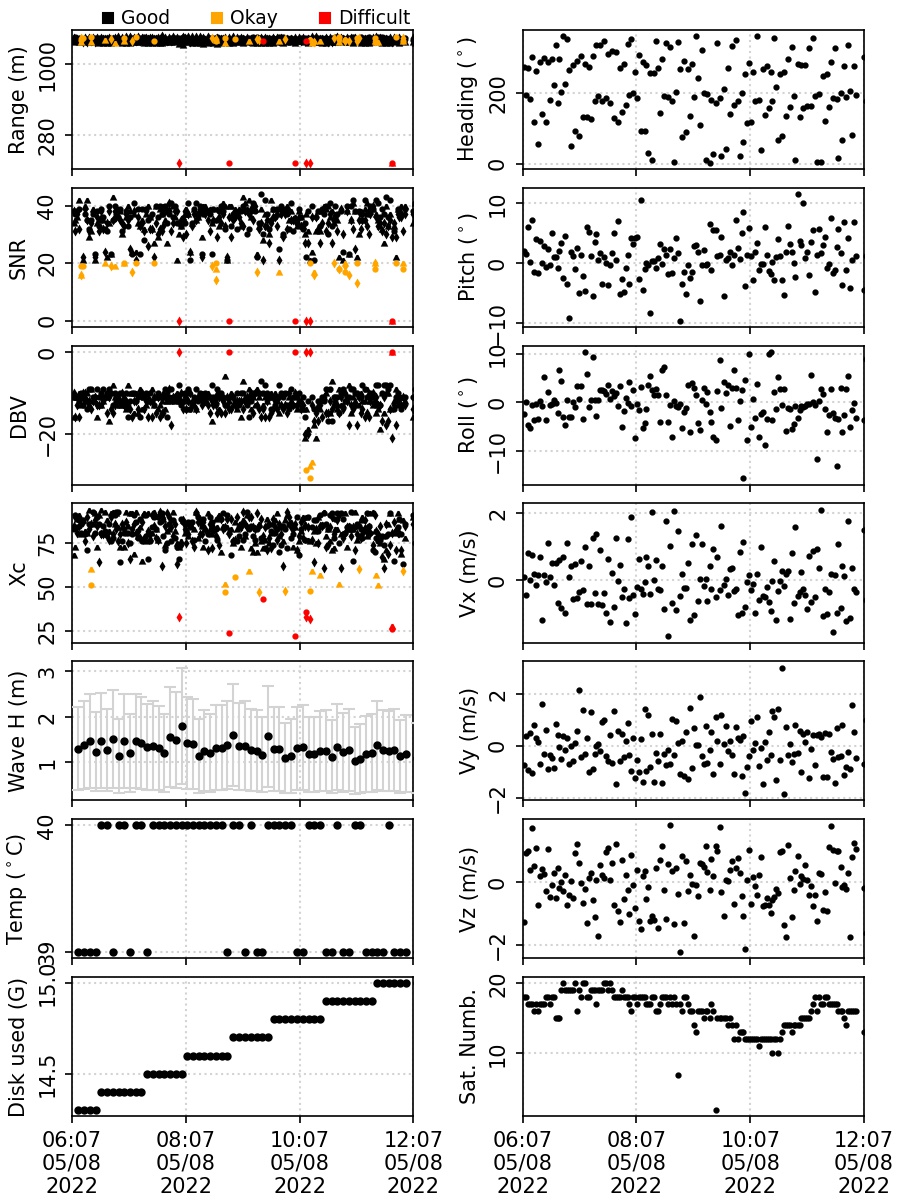 Good Okay Difficult
Range (m)
1000
280
Heading (°)
200
0
SNR
40
20
0
Pitch (°)
10
0
−10
DBV
0
−20
Roll (°)
10
0
−10
Xc
75
50
25
Vx (m/s)
2
0
Wave H (m)
3
2
1
Vy (m/s)
2
0
−2
Temp (°C)
40
039
Vz (m/s)
0
−2
Disk used (G)
15
14.5
Sat. Numb.
20
10
06:07 08:07 10:07 12:07
05/08 05/08 05/08 05/08
2022 2022 2022 2022
06:07 08:07 10:07 12:07
05/08 05/08 05/08 05/08
2022 2022 2022 2022